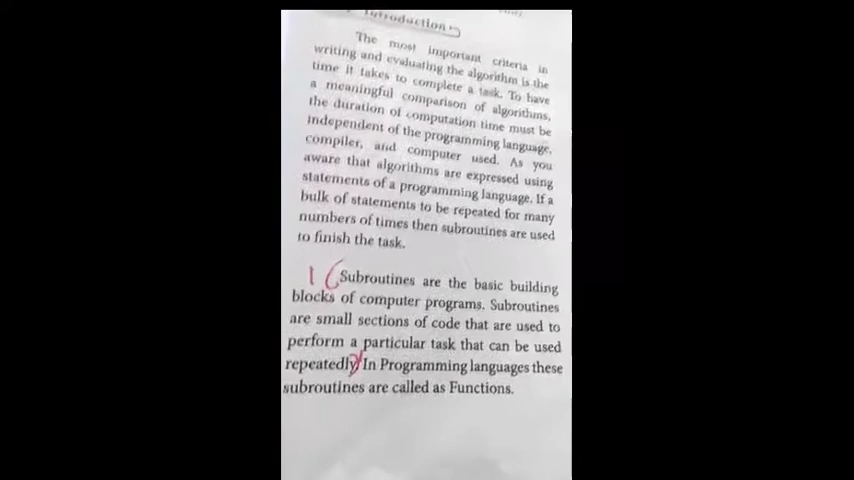 Introduction
The most important criteria in
writing and evaluating the algorithm is the
time it takes to complete a task. To have
a meaningful comparison of algorithms,
the duration of computation time must be
independent of the programming language,
compiler, and computer used. As you
aware that algorithms are expressed using
statements of a programming language. If a
bulk of statements to be repeated for many
numbers of times then subroutines are used
to finish the task.
1 (Subroutines are the basic building
blocks of computer programs. Subroutines
are small sections of code that are used to
perform a particular task that can be used
repeatedly. In Programming languages these
subroutines are called as Functions.